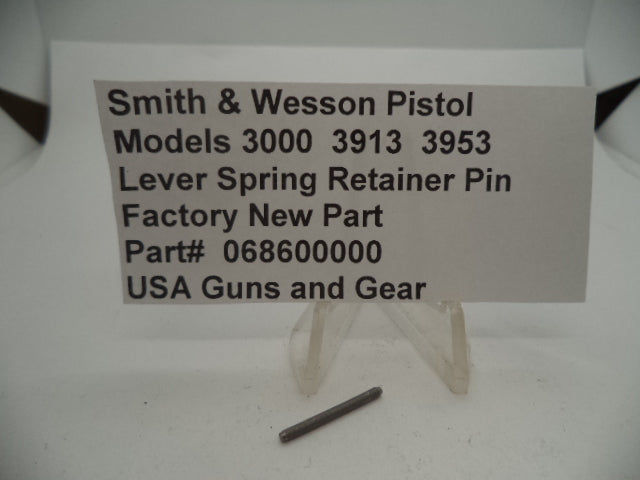 Smith & Wesson Pistol
Models 3000 3913 3953
Lever Spring Retainer Pin
Factory New Part
Part# 068600000
USA Guns and Gear